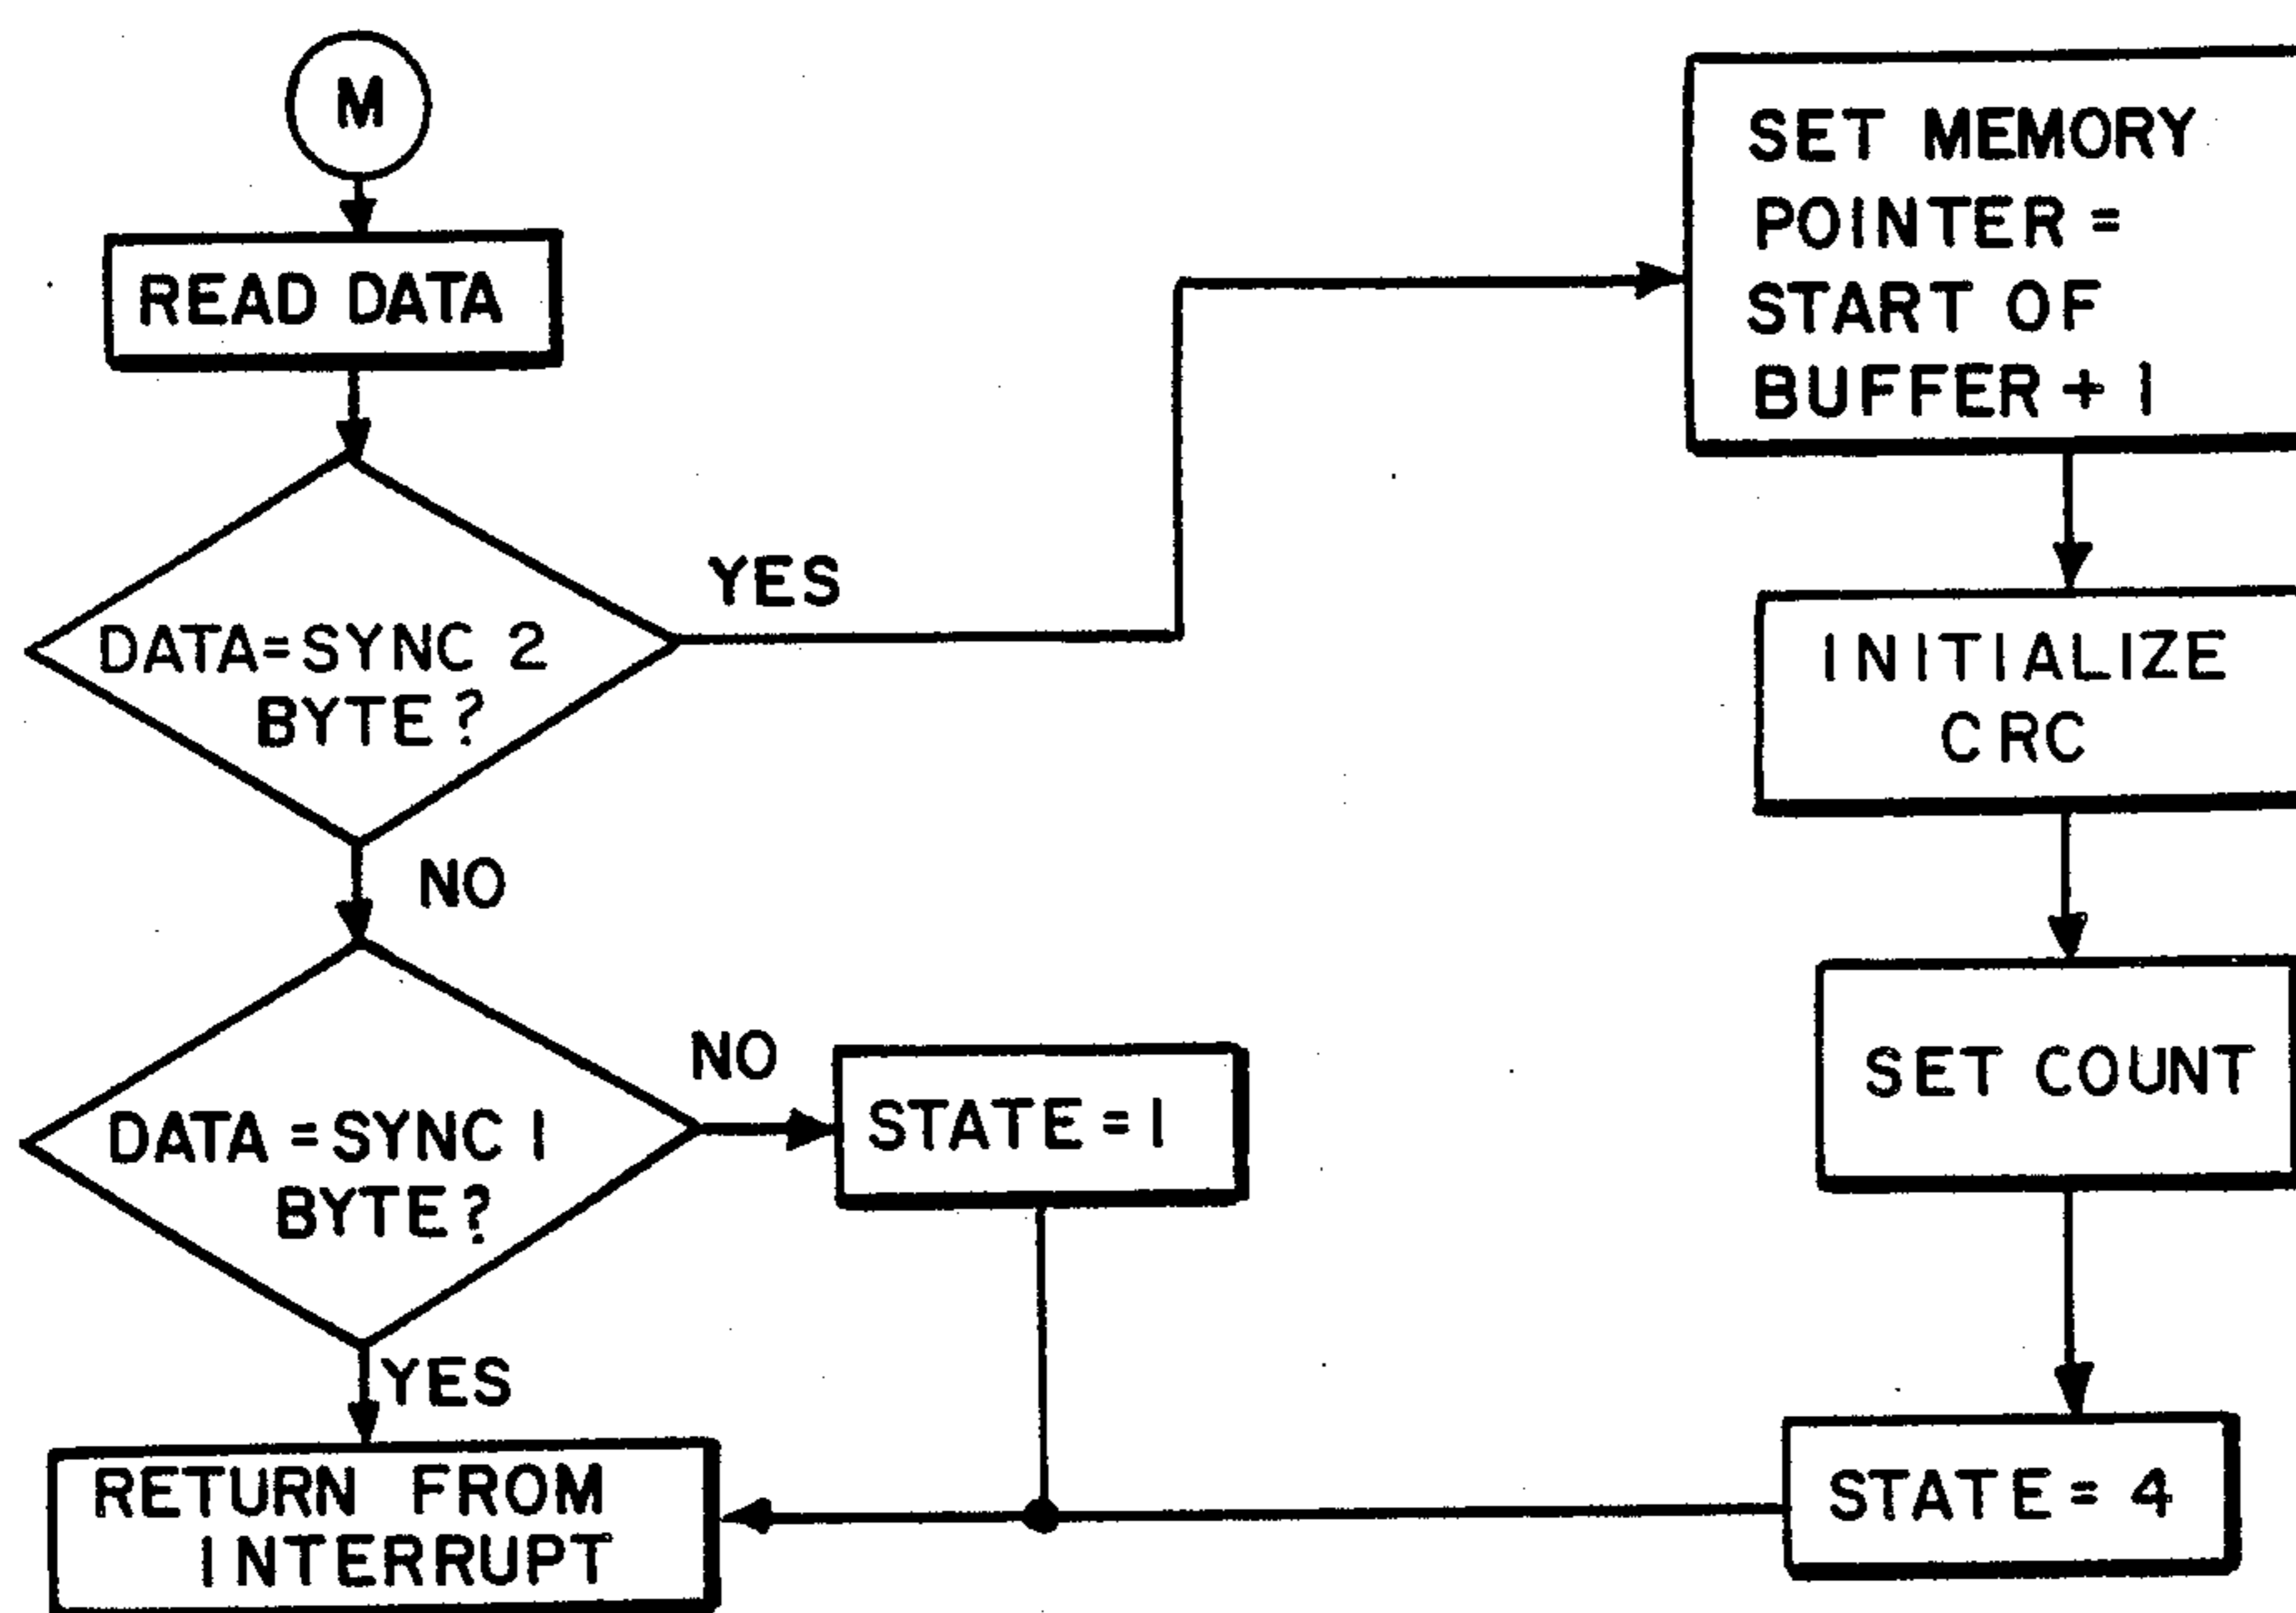 M
READ DATA
DATA=SYNC 2
BYTE?
YES
NO
DATA=SYNC 1
BYTE?
NO
STATE=1
YES
RETURN FROM
INTERRUPT
SET MEMORY
POINTER=
START OF
BUFFER+1
INITIALIZE
CRC
SET COUNT
STATE=4